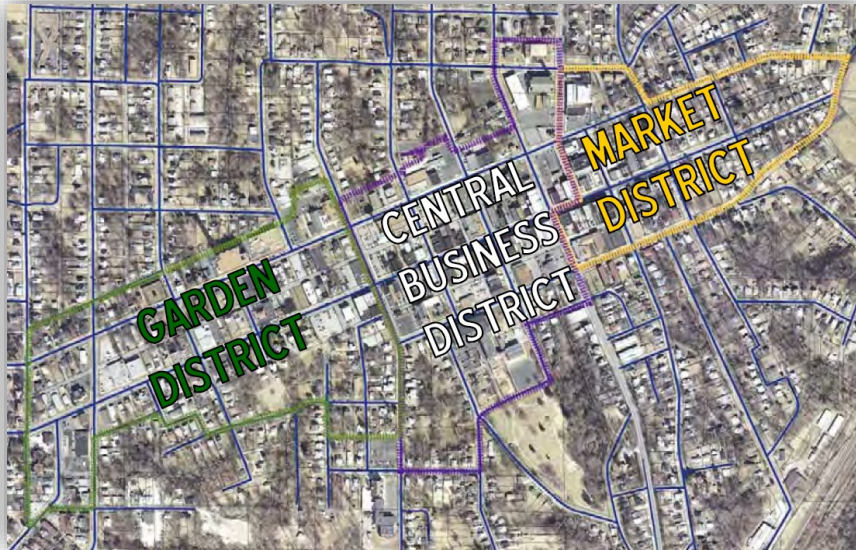 GARDEN
DISTRICT
CENTRAL
BUSINESS
DISTRICT
MARKET
DISTRICT